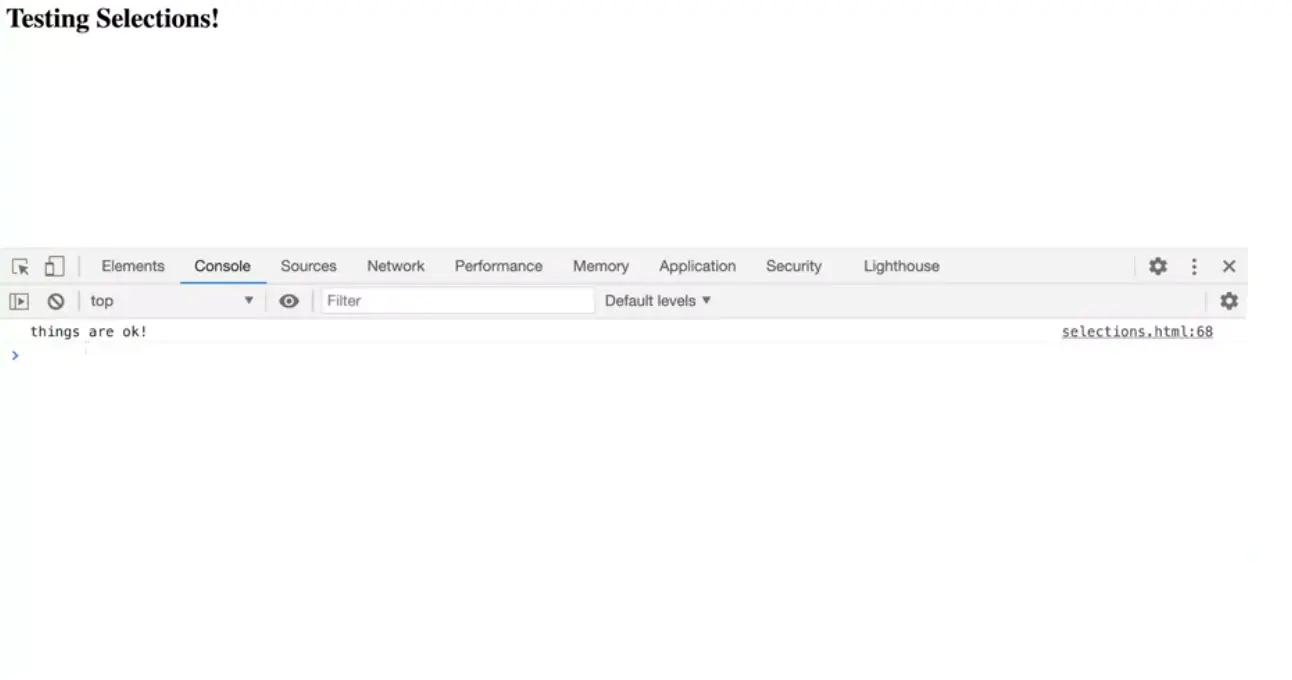 Testing Selections!
Elements Console Sources Network Performance Memory Application Security Lighthouse
top Filter Default levels
things are ok! selections.html:68